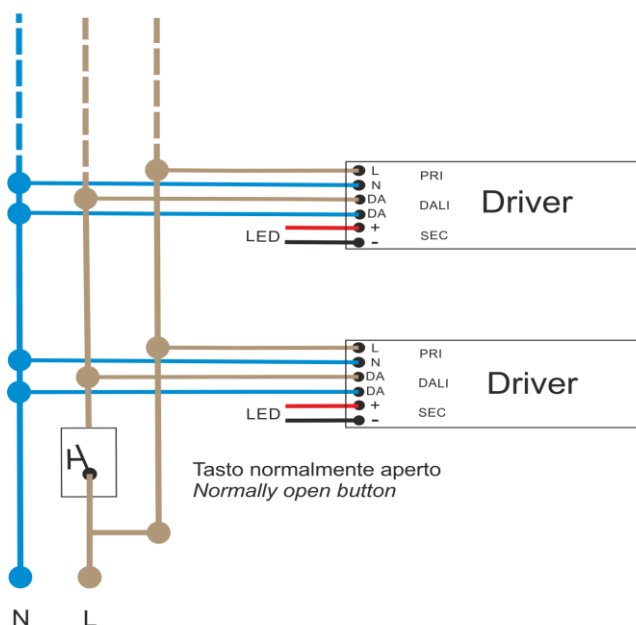 L
N
DA
DA
+
-
PRI
DALI
SEC
Driver
LED
L
N
DA
DA
+
-
PRI
DALI
SEC
Driver
LED
Tasto normalmente aperto
Normally open button
N
L